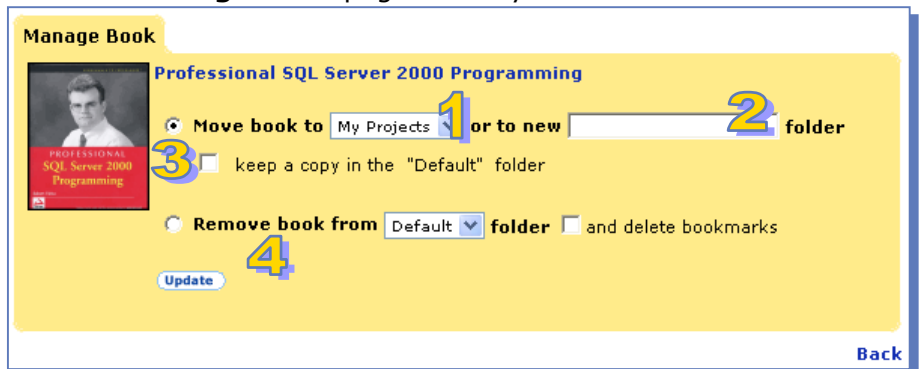 Manage Book
Professional SQL Server 2000 Programming
Move book to My Projects 1 or to new 2 folder
3 keep a copy in the "Default" folder
PROFESSIONAL
SQL Server 2000
Programming
Remove book from Default folder and delete bookmarks
4
Update
Back